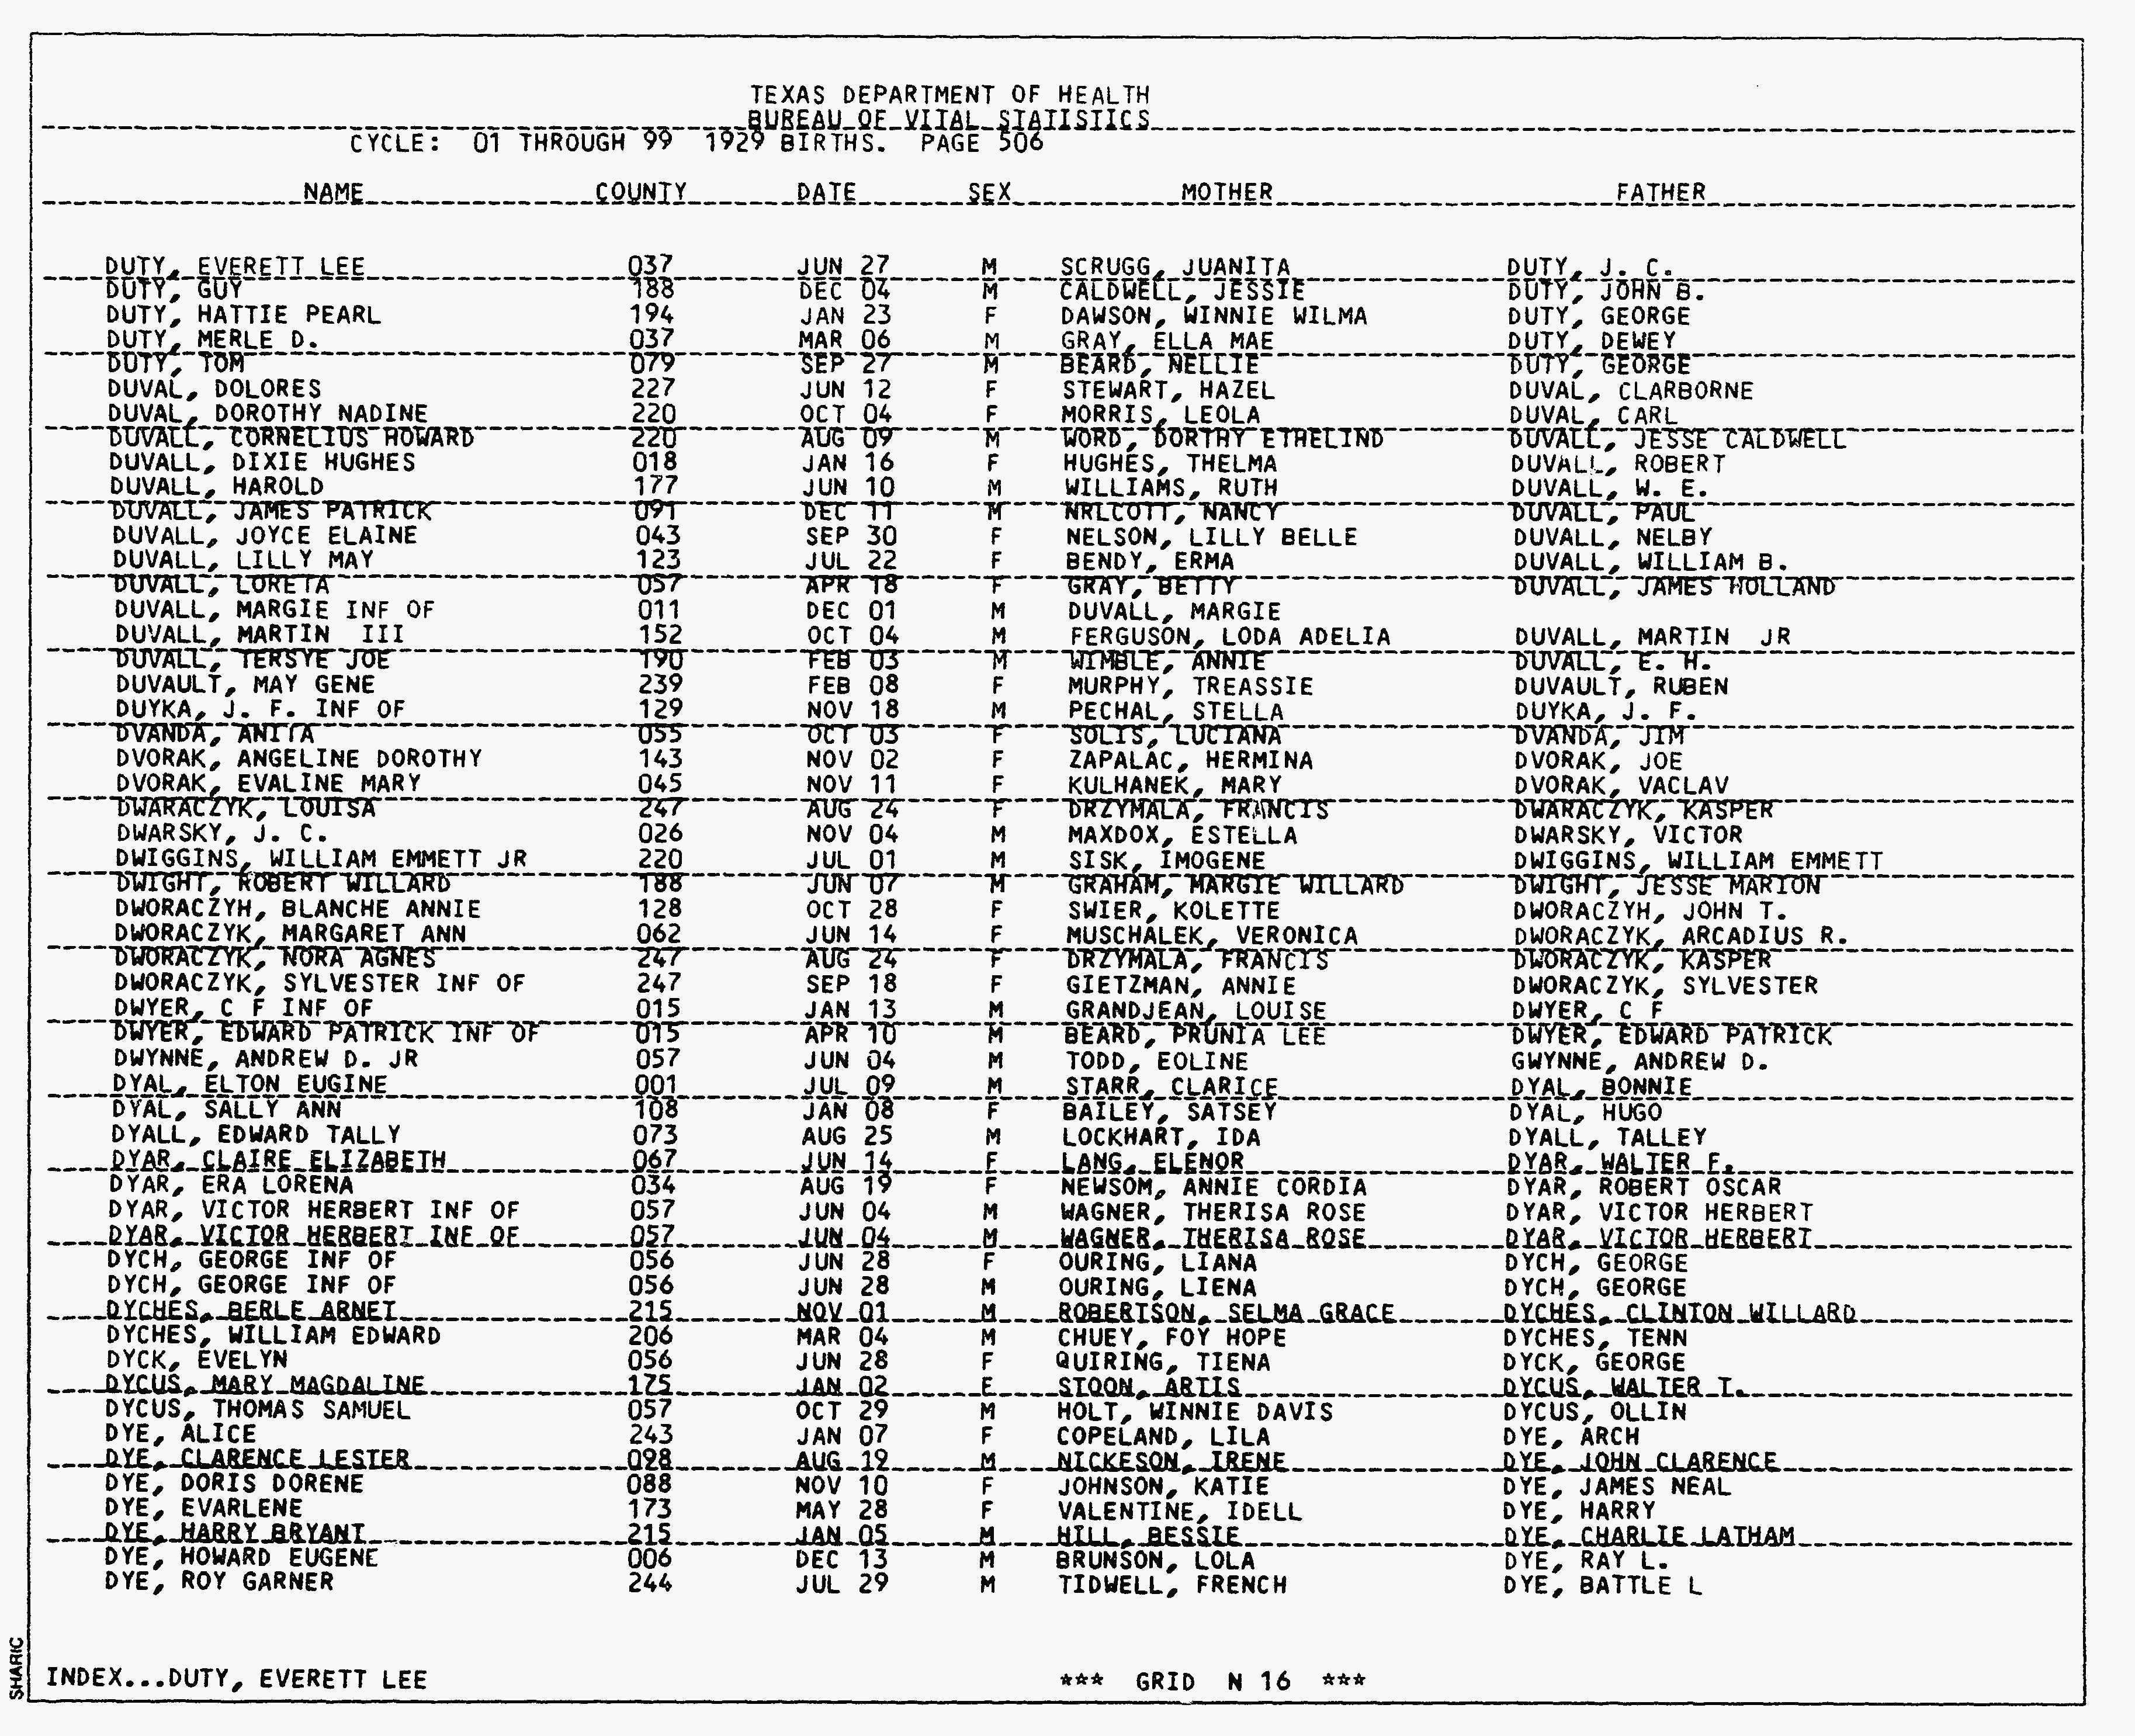 TEXAS DEPARTMENT OF HEALTH
BUREAU OF VITAL STATISTICS
CYCLE: 01 THROUGH 99 1929 BIRTHS. PAGE 506
NAME COUNTY DATE SEX MOTHER FATHER
DUTY, EVERETT LEE 037 JUN 27 M SCRUGG, JUANITA DUTY, J. C.
DUTY, GUY 188 DEC 04 M CALDWELL, JESSIE DUTY, JOHN B.
DUTY, HATTIE PEARL 194 JAN 23 F DAWSON, WINNIE WILMA DUTY, GEORGE
DUTY, MERLE D. 037 MAR 06 M GRAY, ELLA MAE DUTY, DEWEY
DUTY, TOM 079 SEP 27 M BEARD, NELLIE DUTY, GEORGE
DUVAL, DOLORES 227 JUN 12 F STEWART, HAZEL DUVAL, CLARBORNE
DUVAL, DOROTHY NADINE 220 OCT 04 F MORRIS, LEOLA DUVAL, CARL
DUVALL, CORNELIUS HOWARD 220 AUG 09 M WORD, DORTHY ETHELIND DUVALL, JESSE CALDWELL
DUVALL, DIXIE HUGHES 018 JAN 16 F HUGHES, THELMA DUVALL, ROBERT
DUVALL, HAROLD 177 JUN 10 M WILLIAMS, RUTH DUVALL, W. E.
DUVALL, JAMES PATRICK 091 DEC 11 M NRLCOTT, NANCY DUVALL, PAUL
DUVALL, JOYCE ELAINE 043 SEP 30 F NELSON, LILLY BELLE DUVALL, NELBY
DUVALL, LILLY MAY 123 JUL 22 F BENDY, ERMA DUVALL, WILLIAM B.
DUVALL, LORETA 057 APR 18 F GRAY, BETTY DUVALL, JAMES HOLLAND
DUVALL, MARGIE INF OF 011 DEC 01 M DUVALL, MARGIE
DUVALL, MARTIN III 152 OCT 04 M FERGUSON, LODA ADELIA DUVALL, MARTIN JR
DUVALL, TERSYE JOE 190 FEB 03 M WIMBLE, ANNIE DUVALL, E. H.
DUVAULT, MAY GENE 239 FEB 08 F MURPHY, TREASSIE DUVAULT, RUBEN
DUYKA, J. F. INF OF 129 NOV 18 M PECHAL, STELLA DUYKA, J. F.
DVANDA, ANITA 055 OCT 03 F SOLIS, LUCIANA DVANDA, JIM
DVORAK, ANGELINE DOROTHY 143 NOV 02 F ZAPALAC, HERMINA DVORAK, JOE
DVORAK, EVALINE MARY 045 NOV 11 F KULHANEK, MARY DVORAK, VACLAV
DWARACZYK, LOUISA 247 AUG 24 F DRZYMALA, FRANCIS DWARACZYK, KASPER
DWARSKY, J. C. 026 NOV 04 M MAXDOX, ESTELLA DWARSKY, VICTOR
DWIGGINS, WILLIAM EMMETT JR 220 JUL 01 M SISK, IMOGENE DWIGGINS, WILLIAM EMMETT
DWIGHT, ROBERT WILLARD 188 JUN 07 M GRAHAM, MARGIE WILLARD DWIGHT, JESSE MARION
DWORACZYH, BLANCHE ANNIE 128 OCT 28 F SWIER, KOLETTE DWORACZYH, JOHN T.
DWORACZYK, MARGARET ANN 062 JUN 14 F MUSCHALEK, VERONICA DWORACZYK, ARCADIUS R.
DWORACZYK, NORA AGNES 247 AUG 24 F DRZYMALA, FRANCIS DWORACZYK, KASPER
DWORACZYK, SYLVESTER INF OF 247 SEP 18 F GIETZMAN, ANNIE DWORACZYK, SYLVESTER
DWYER, C F INF OF 015 JAN 13 M GRANDJEAN, LOUISE DWYER, C F
DWYER, EDWARD PATRICK INF OF 015 APR 10 M BEARD, PRUNIA LEE DWYER, EDWARD PATRICK
DWYNNE, ANDREW D. JR 057 JUN 04 M TODD, EOLINE GWYNNE, ANDREW D.
DYAL, ELTON EUGINE 001 JUL 09 M STARR, CLARICE DYAL, BONNIE
DYAL, SALLY ANN 108 JAN 08 F BAILEY, SATSEY DYAL, HUGO
DYALL, EDWARD TALLY 073 AUG 25 M LOCKHART, IDA DYALL, TALLEY
DYAR, CLAIRE ELIZABETH 067 JUN 14 F LANG, ELENOR DYAR, WALTER F.
DYAR, ERA LORENA 034 AUG 19 F NEWSOM, ANNIE CORDIA DYAR, ROBERT OSCAR
DYAR, VICTOR HERBERT INF OF 057 JUN 04 M WAGNER, THERISA ROSE DYAR, VICTOR HERBERT
DYAR, VICTOR HERBERT INF OF 057 JUN 04 M WAGNER, THERISA ROSE DYAR, VICTOR HERBERT
DYCH, GEORGE INF OF 056 JUN 28 F OURING, LIANA DYCH, GEORGE
DYCH, GEORGE INF OF 056 JUN 28 M OURING, LIENA DYCH, GEORGE
DYCHES, BERLE ARNET 215 NOV 01 M ROBERTSON, SELMA GRACE DYCHES, CLINTON WILLARD
DYCHES, WILLIAM EDWARD 206 MAR 04 M CHUEY, FOY HOPE DYCHES, TENN
DYCK, EVELYN 056 JUN 28 F QUIRING, TIENA DYCK, GEORGE
DYCUS, MARY MAGDALINE 175 JAN 02 F STOON, ARTIS DYCUS, WALTER T.
DYCUS, THOMAS SAMUEL 057 OCT 29 M HOLT, WINNIE DAVIS DYCUS, OLLIN
DYE, ALICE 243 JAN 07 F COPELAND, LILA DYE, ARCH
DYE, CLARENCE LESTER 098 AUG 19 M NICKESON, IRENE DYE, JOHN CLARENCE
DYE, DORIS DORENE 088 NOV 10 F JOHNSON, KATIE DYE, JAMES NEAL
DYE, EVARLENE 173 MAY 28 F VALENTINE, IDELL DYE, HARRY
DYE, HARRY BRYANT 215 JAN 05 M HILL, BESSIE DYE, CHARLIE LATHAM
DYE, HOWARD EUGENE 006 DEC 13 M BRUNSON, LOLA DYE, RAY L.
DYE, ROY GARNER 244 JUL 29 M TIDWELL, FRENCH DYE, BATTLE L
INDEX...DUTY, EVERETT LEE *** GRID N 16 ***
SHARIC